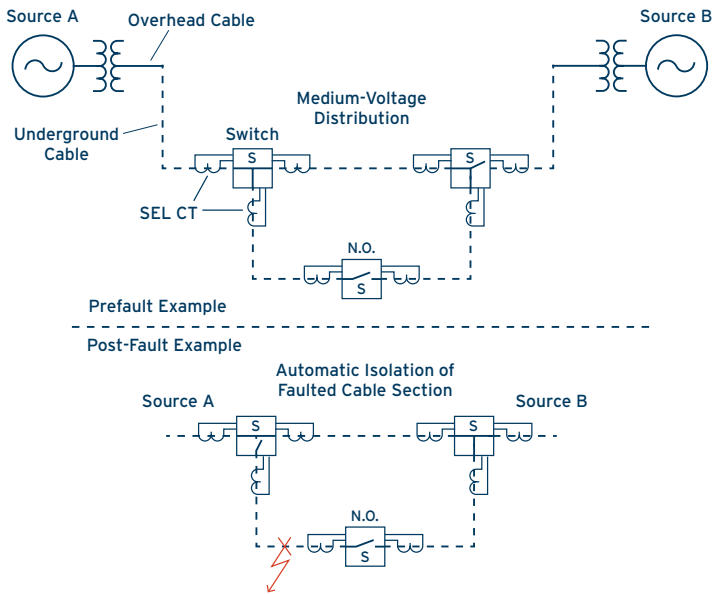 Source A
Overhead Cable
Source B
Medium-Voltage
Distribution
Underground
Cable
Switch
S
S
SEL CT
N.O.
S
Prefault Example
Post-Fault Example
Automatic Isolation of
Faulted Cable Section
Source A
Source B
S
S
N.O.
S